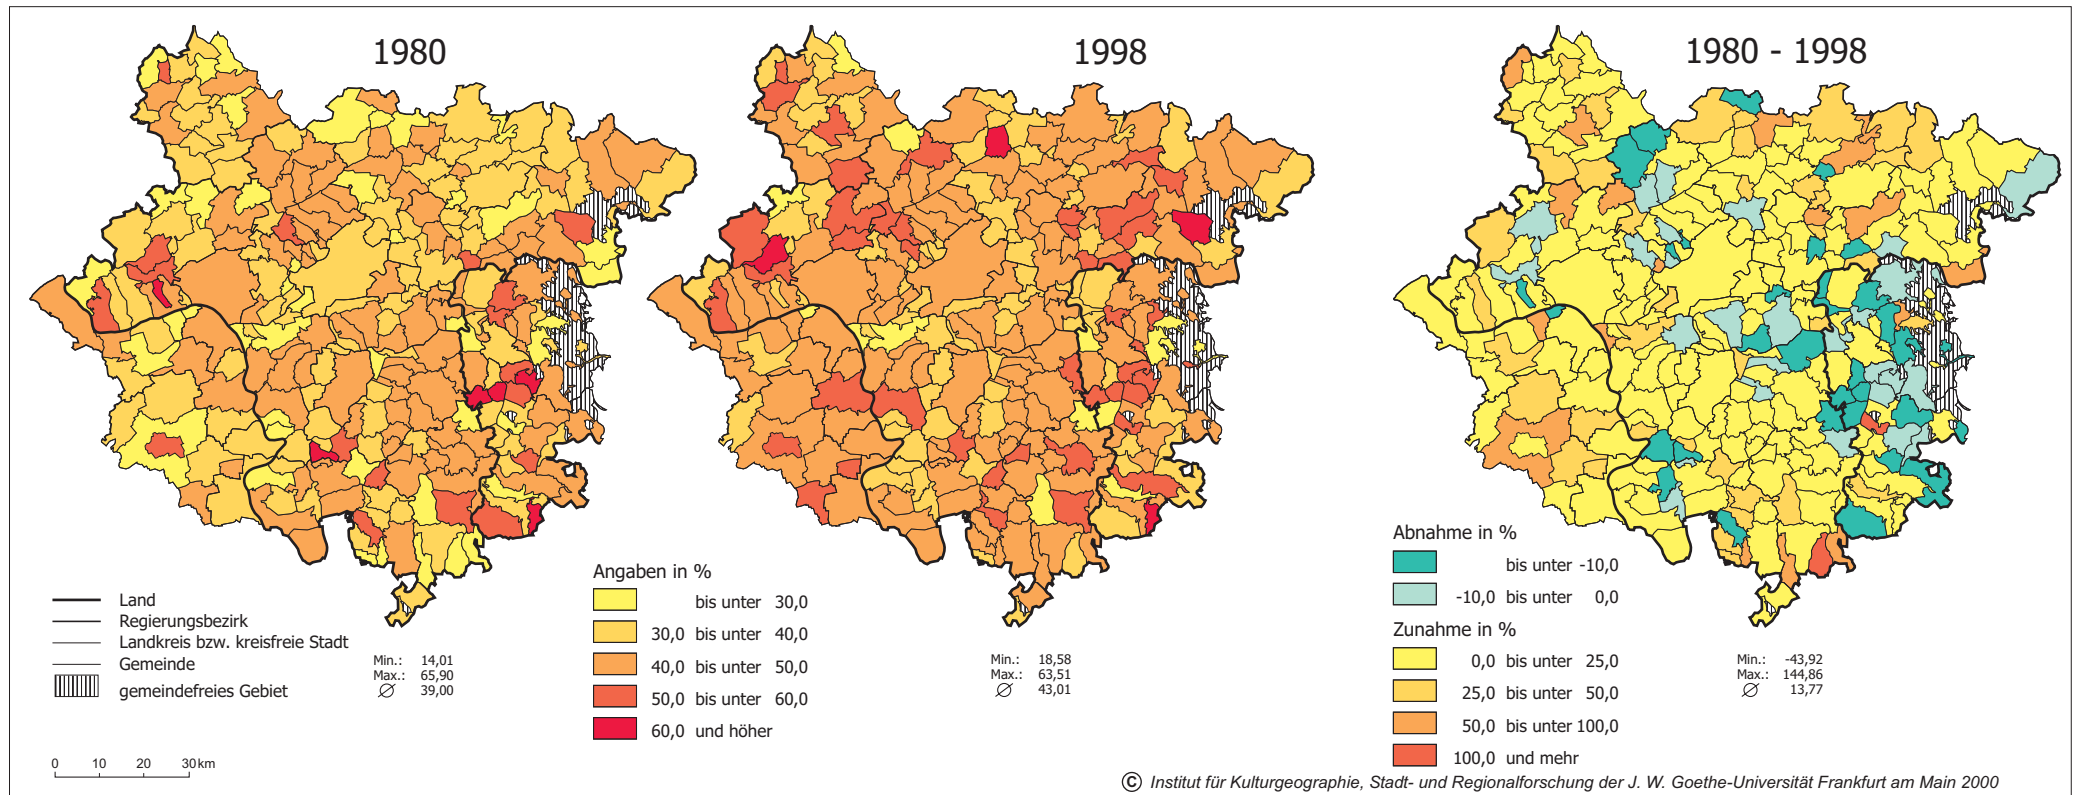 1980
1998
1980 - 1998
Land
Regierungsbezirk
Landkreis bzw. kreisfreie Stadt
Gemeinde
gemeindefreies Gebiet
0 10 20 30 km
Min.: 14,01
Max.: 65,90
Ø 39,00
Angaben in %
bis unter 30,0
30,0 bis unter 40,0
40,0 bis unter 50,0
50,0 bis unter 60,0
60,0 und höher
Min.: 18,58
Max.: 63,51
Ø 43,01
Abnahme in %
bis unter -10,0
-10,0 bis unter 0,0
Zunahme in %
0,0 bis unter 25,0
25,0 bis unter 50,0
50,0 bis unter 100,0
100,0 und mehr
Min.: -43,92
Max.: 144,86
Ø 13,77
© Institut für Kulturgeographie, Stadt- und Regionalforschung der J. W. Goethe-Universität Frankfurt am Main 2000